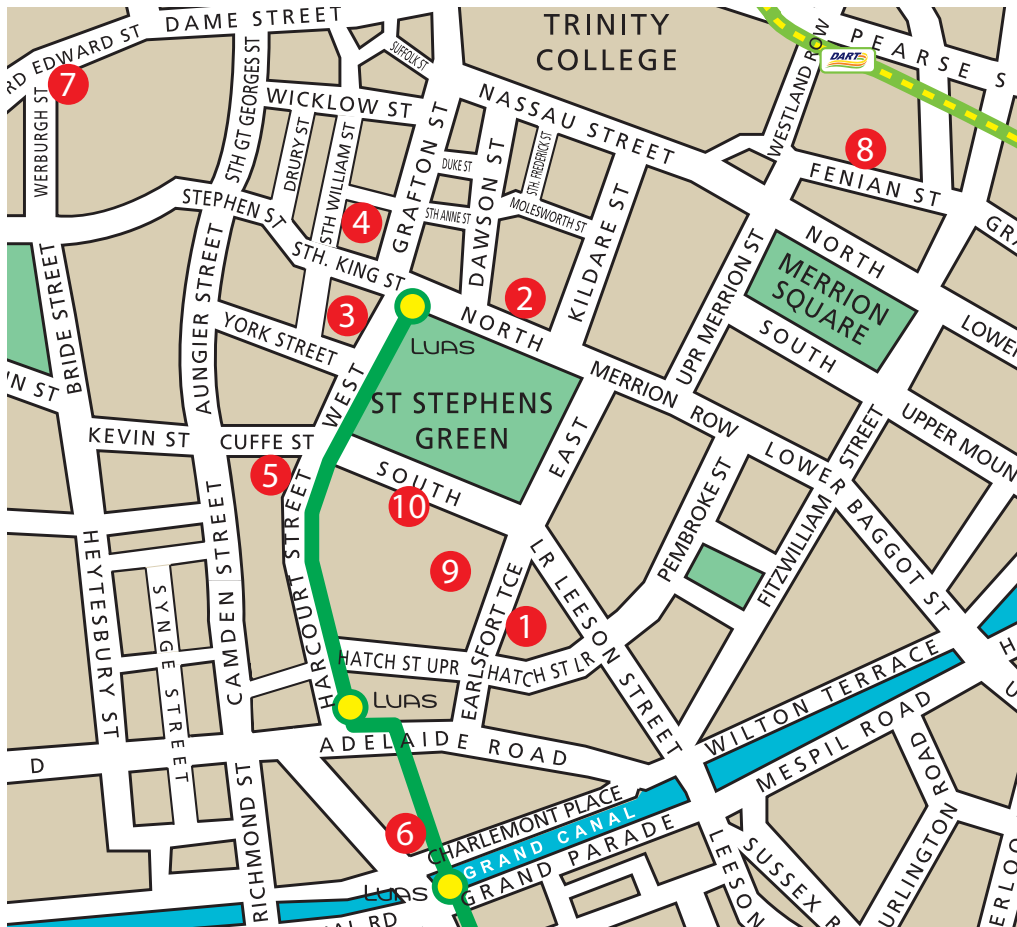 DAME STREET
TRINITY
COLLEGE
RD EDWARD ST
SUFFOLK ST
PEARSE S
DART
WESTLAND ROW
7
WERBURGH ST
STH GT GEORGES ST
WICKLOW ST
NASSAU STREET
DRURY ST
STH WILLIAM ST
GRAFTON ST
DUKE ST
DAWSON ST
STH. FREDERICK ST
8
FENIAN ST
STEPHEN ST
4
STH ANNE ST
MOLESWORTH ST
KILDARE ST
GRA
STH. KING ST
NORTH
MERRION
SQUARE
SOUTH
LOWER
UPR MERRION ST
BRIDE STREET
AUNGIER STREET
YORK STREET
3
2
NORTH
LUAS
WEST
ST STEPHENS
GREEN
EAST
MERRION ROW
VIN ST
KEVIN ST
CUFFE ST
5
SOUTH
10
UPPER MOUN
LOWER BAGGOT ST
PEMBROKE ST
FITZWILLIAM STREET
HEYTESBURY ST
SYNGE STREET
CAMDEN STREET
HARCOURT STREET
9
EARLSFORT TCE
1
LR LEESON STREET
HATCH ST UPR
HATCH ST LR
LUAS
ADELAIDE ROAD
D
WILTON TERRACE
MESPIL ROAD
H
U
RICHMOND ST
6
CHARLEMONT PLACE
GRAND CANAL
GRAND PARADE
LUAS
AL RD
LEESON
SUSSEX R
BURLINGTON ROAD
ERLOO